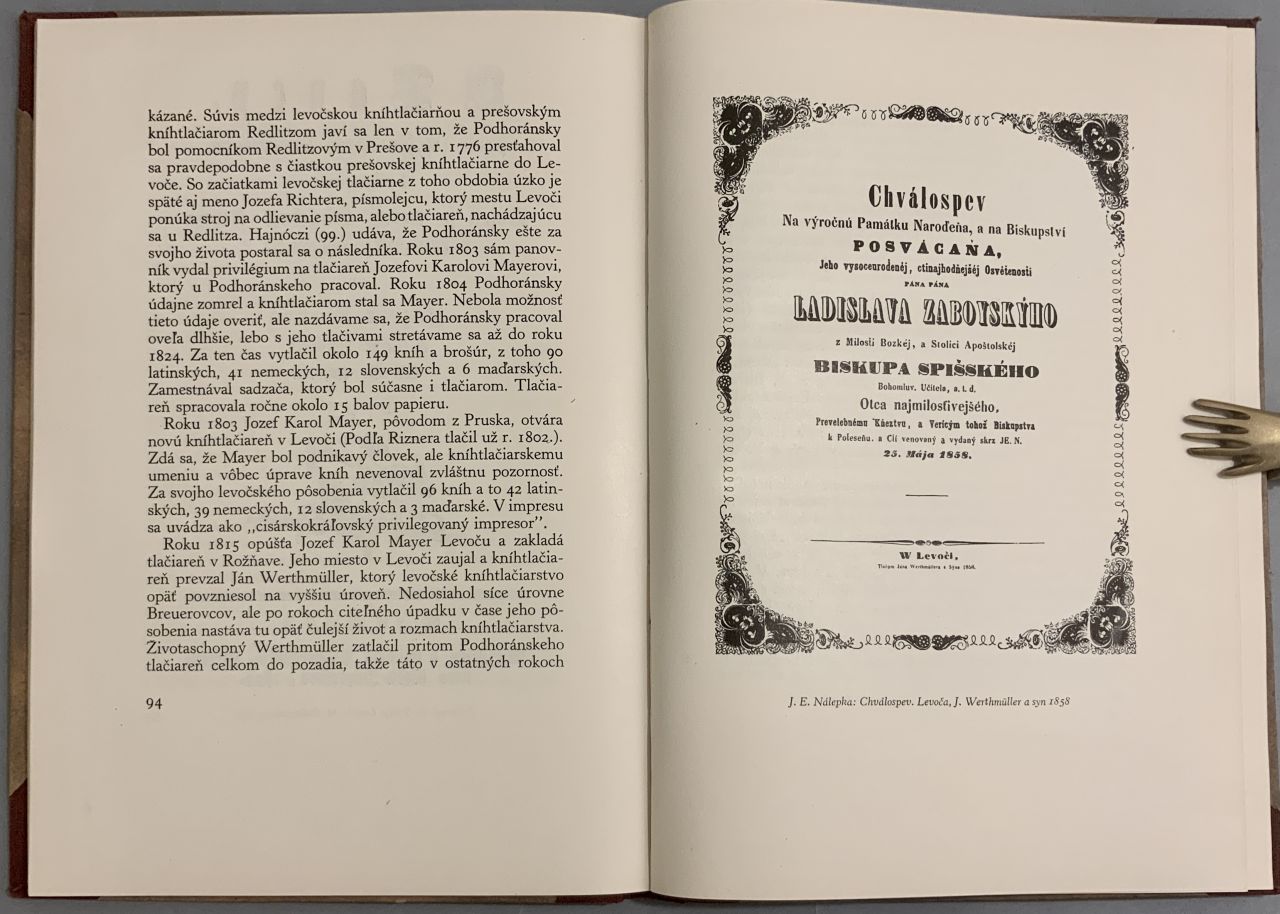 kázané. Súvis medzi levočskou kníhtlačiarňou a prešovským
kníhtlačiarom Redlitzom javí sa len v tom, že Podhoránsky
bol pomocníkom Redlitzovým v Prešove a r. 1776 presťahoval
sa pravdepodobne s čiastkou prešovskej kníhtlačiarne do Le-
voče. So začiatkami levočskej tlačiarne z toho obdobia úzko je
späté aj meno Jozefa Richtera, písmolejcu, ktorý mestu Levoči
ponúka stroj na odlievanie písma, alebo tlačiareň, nachádzajúcu
sa u Redlitza. Hajnóczi (99.) udáva, že Podhoránsky ešte za
svojho života postaral sa o následníka. Roku 1803 sám panov-
ník vydal privilégium na tlačiareň Jozefovi Karolovi Mayerovi,
ktorý u Podhoránskeho pracoval. Roku 1804 Podhoránsky
údajne zomrel a kníhtlačiarom stal sa Mayer. Nebola možnosť
tieto údaje overiť, ale nazdávame sa, že Podhoránsky pracoval
oveľa dlhšie, lebo s jeho tlačivami stretávame sa až do roku
1824. Za ten čas vytlačil okolo 149 kníh a brošúr, z toho 90
latinských, 41 nemeckých, 12 slovenských a 6 maďarských.
Zamestnával sadzača, ktorý bol súčasne i tlačiarom. Tlačia-
reň spracovala ročne okolo 15 balov papieru.
Roku 1803 Jozef Karol Mayer, pôvodom z Pruska, otvára
novú kníhtlačiareň v Levoči (Podľa Riznera tlačil už r. 1802.).
Zdá sa, že Mayer bol podnikavý človek, ale kníhtlačiarskemu
umeniu a vôbec úprave kníh nevenoval zvláštnu pozornosť.
Za svojho levočského pôsobenia vytlačil 96 kníh a to 42 latin-
ských, 39 nemeckých, 12 slovenských a 3 maďarské. V impresu
sa uvádza ako „cisárskokráľovský privilegovaný impresor".
Roku 1815 opúšťa Jozef Karol Mayer Levoču a zakladá
tlačiareň v Rožňave. Jeho miesto v Levoči zaujal a kníhtlačia-
reň prevzal Ján Werthmüller, ktorý levočské kníhtlačiarstvo
opäť povzniesol na vyššiu úroveň. Nedosiahol síce úrovne
Breuerovcov, ale po rokoch citeľného úpadku v čase jeho pô-
sobenia nastáva tu opäť čulejší život a rozmach kníhtlačiarstva.
Životaschopný Werthmüller zatlačil pritom Podhoránskeho
tlačiareň celkom do pozadia, takže táto v ostatných rokoch
94
Chválospev
Na výročnú Památku Naroďeňa, a na Biskupství
POSVÁCAŇA,
Jeho vysoceurodenéj, ctinajhodňejšéj Osvětenosti
PÁNA PÁNA
LADISLAVA ZABOYSKÝHO
z Milosti Bozkéj, a Stolici Apoštolskéj
BISKUPA SPIŠSKÉHO
Bohomluv. Učitela, a. t. d.
Otca najmilosťivejšého,
Prevelebnému Kňeztvu, a Verícým tohož Biskupstva
k Poleseňu. a Cťi venovaný a vydaný skrz JE. N.
25. Mája 1858.
W Levoči,
Tlačom Jana Werthmüllera a Syna 1858.
J. E. Nálepka: Chválospev. Levoča, J. Werthmüller a syn 1858